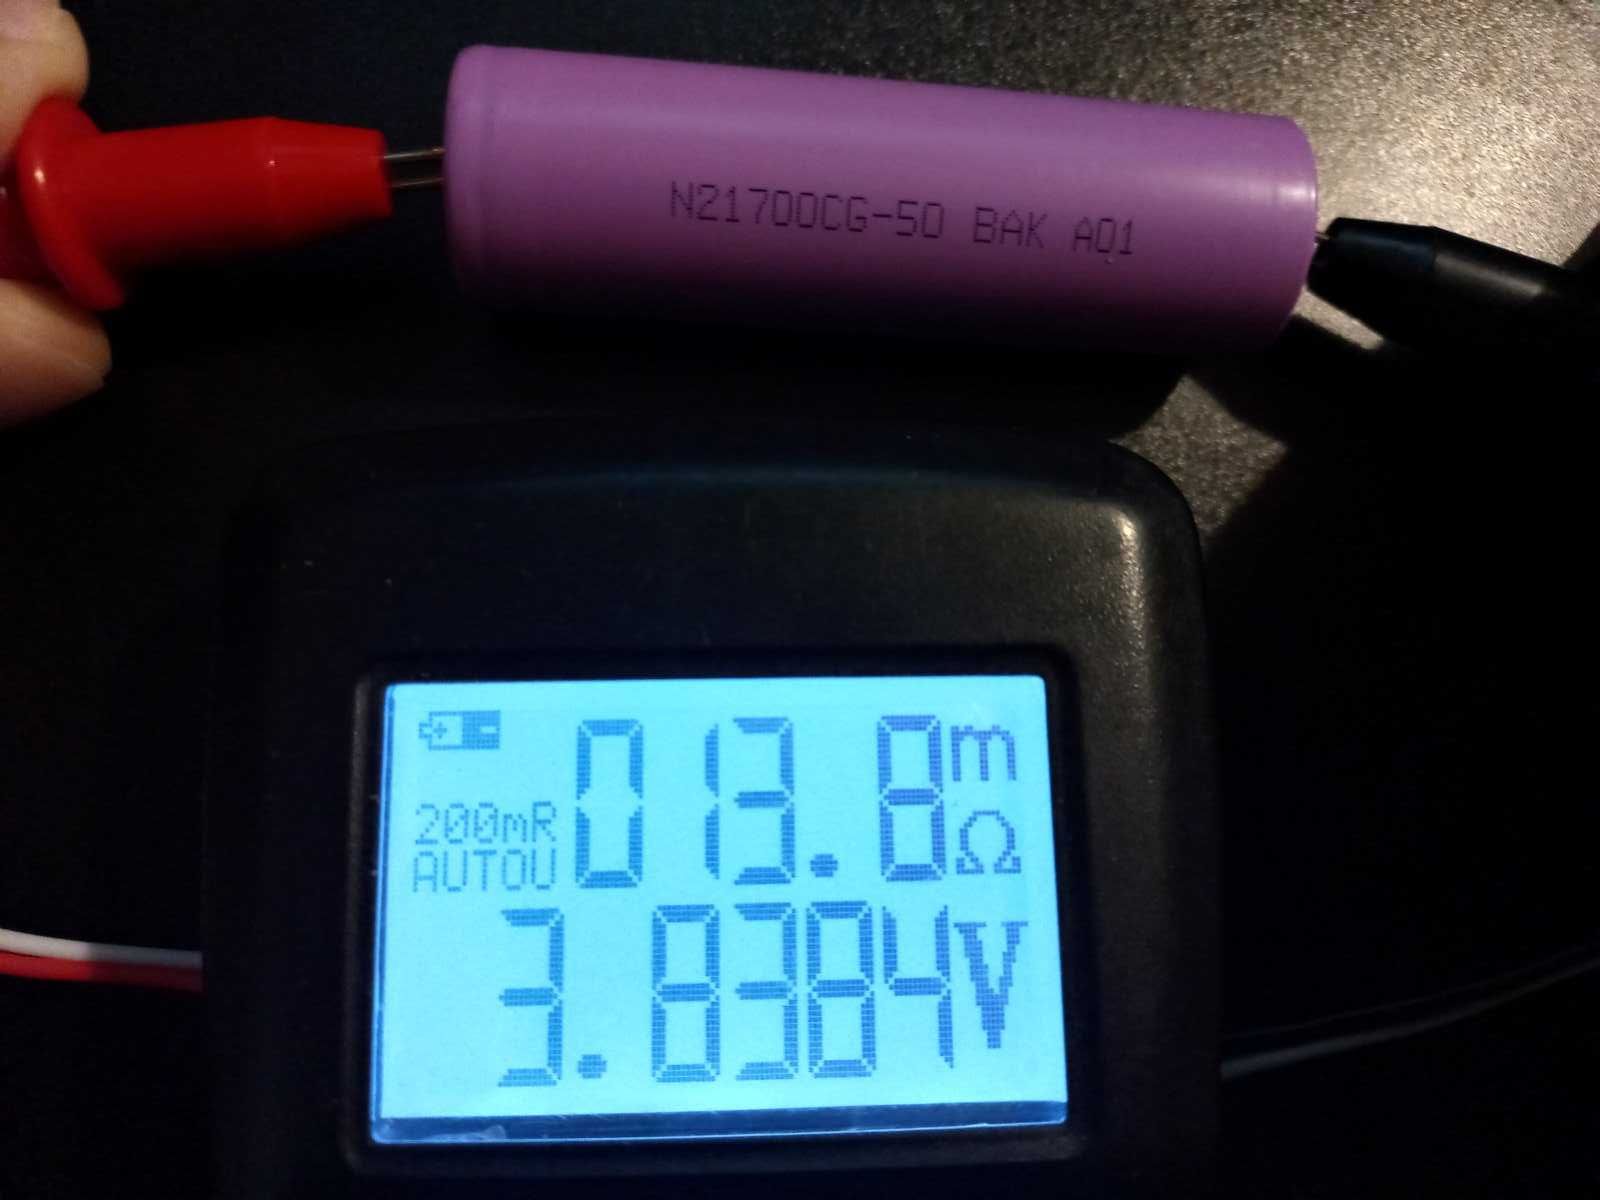 N21700CG-50 BAK A01
013.8mΩ
200mR
AUTOU
3.8384V